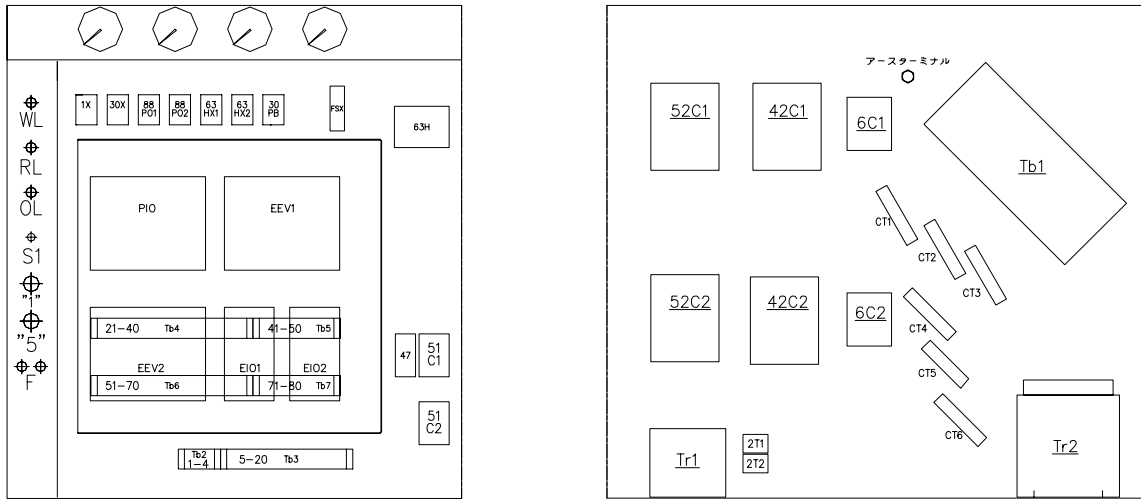 1X
30X
88
PO1
88
PO2
63
HX1
63
HX2
30
PB
FSX
63H
WL
RL
OL
S1
"1"
"5"
F
PIO
EEV1
21-40 Tb4
41-50 Tb5
EEV2
EIO1
EIO2
51-70 Tb6
71-80 Tb7
47
51
C1
51
C2
Tb2
1-4
5-20 Tb3
アースターミナル
52C1
42C1
6C1
Tb1
CT1
CT2
CT3
52C2
42C2
6C2
CT4
CT5
CT6
Tr1
2T1
2T2
Tr2